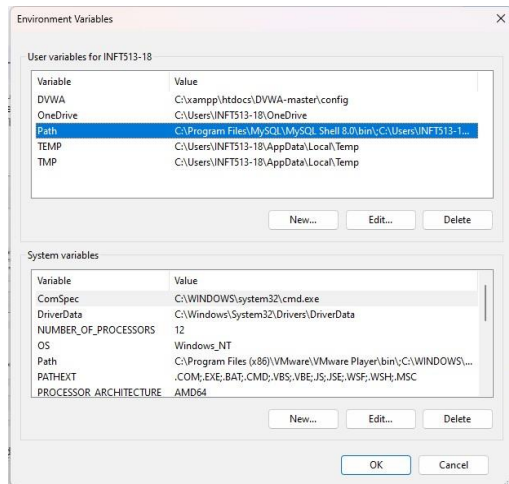 Environment Variables
User variables for INFT513-18
Variable Value
DVWA C:\xampp\htdocs\DVWA-master\config
OneDrive C:\Users\INFT513-18\OneDrive
Path C:\Program Files\MySQL\MySQL Shell 8.0\bin\;C:\Users\INFT513-1...
TEMP C:\Users\INFT513-18\AppData\Local\Temp
TMP C:\Users\INFT513-18\AppData\Local\Temp
New... Edit... Delete
System variables
Variable Value
ComSpec C:\WINDOWS\system32\cmd.exe
DriverData C:\Windows\System32\Drivers\DriverData
NUMBER_OF_PROCESSORS 12
OS Windows_NT
Path C:\Program Files (x86)\VMware\VMware Player\bin\;C:\WINDOWS\...
PATHEXT .COM;.EXE;.BAT;.CMD;.VBS;.VBE;.JS;.JSE;.WSF;.WSH;.MSC
PROCESSOR_ARCHITECTURE AMD64
New... Edit... Delete
OK Cancel